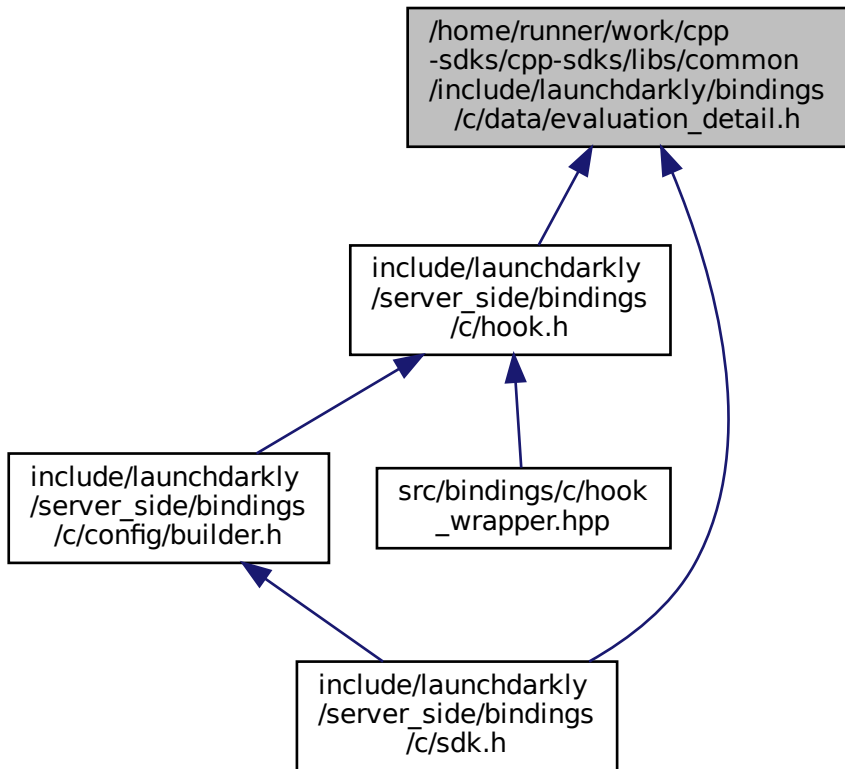 /home/runner/work/cpp
-sdks/cpp-sdks/libs/common
/include/launchdarkly/bindings
/c/data/evaluation_detail.h
include/launchdarkly
/server_side/bindings
/c/hook.h
include/launchdarkly
/server_side/bindings
/c/config/builder.h
src/bindings/c/hook
_wrapper.hpp
include/launchdarkly
/server_side/bindings
/c/sdk.h